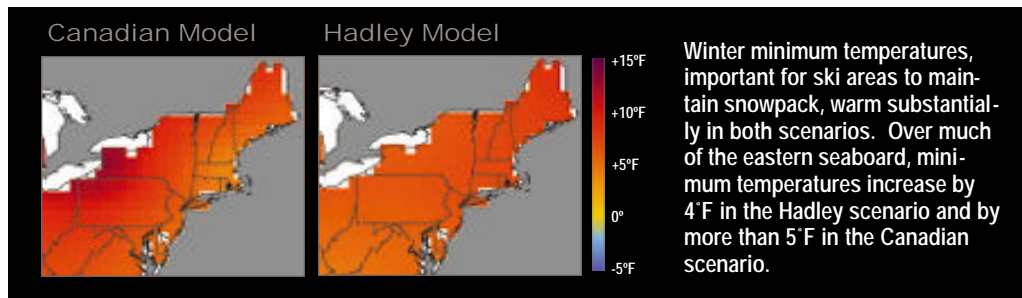 Canadian Model
Hadley Model
+15ºF
+10ºF
+5ºF
0º
-5ºF
Winter minimum temperatures,
important for ski areas to main-
tain snowpack, warm substantial-
ly in both scenarios. Over much
of the eastern seaboard, mini-
mum temperatures increase by
4˚F in the Hadley scenario and by
more than 5˚F in the Canadian
scenario.